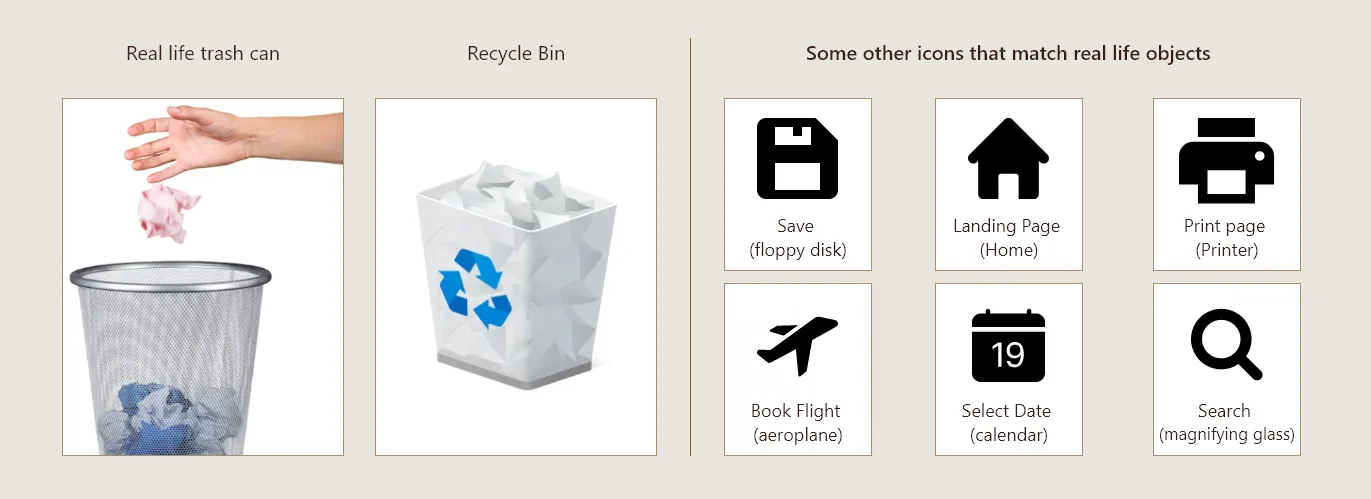 Real life trash can
Recycle Bin
Some other icons that match real life objects
Save
(floppy disk)
Landing Page
(Home)
Print page
(Printer)
19
Book Flight
(aeroplane)
Select Date
(calendar)
Search
(magnifying glass)